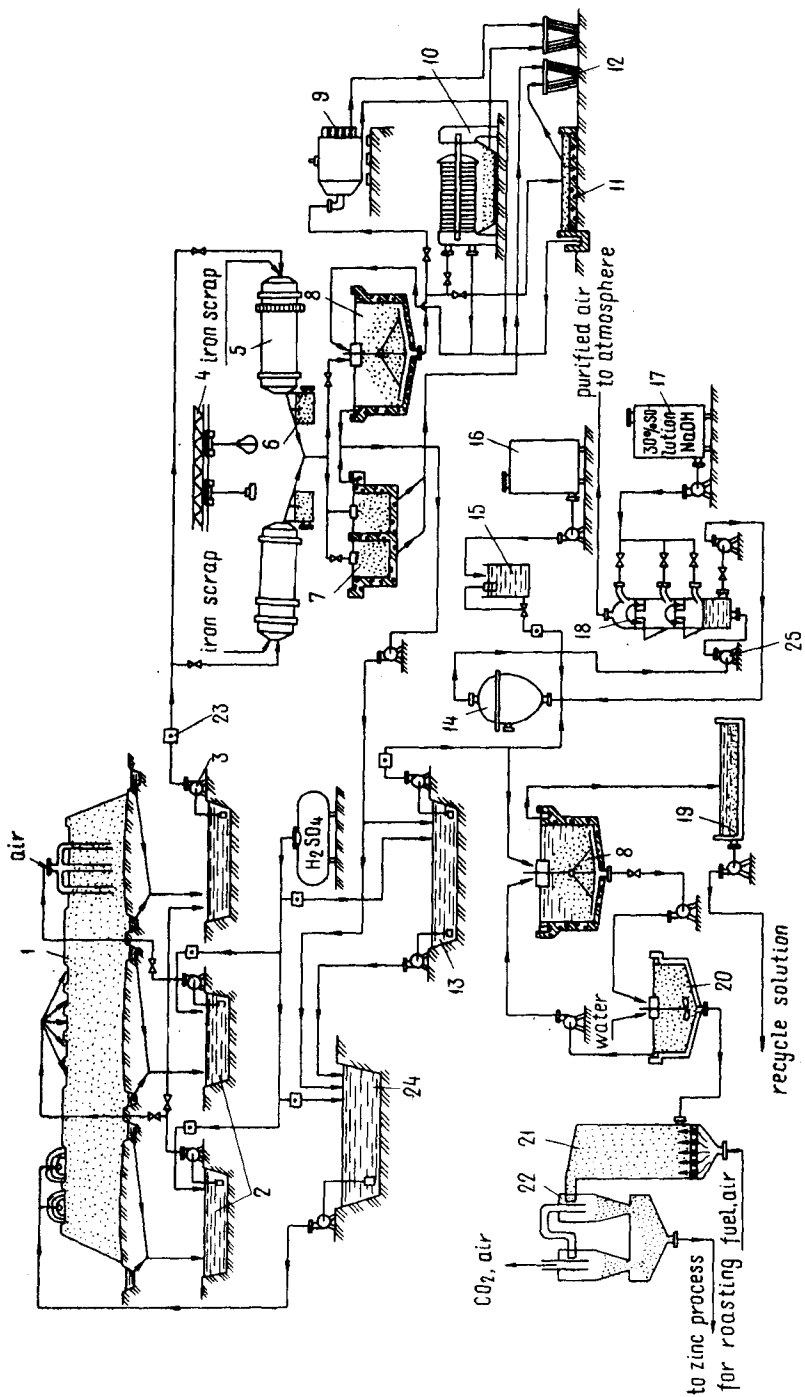 air
1
2
3
23
iron scrap
4
iron scrap
5
6
7
8
9
10
11
12
H₂SO₄
13
24
14
15
16
purified air
to atmosphere
30% so-
lution
NaOH
17
18
25
8
19
recycle solution
water
20
21
22
CO₂, air
fuel, air
to zinc process
for roasting